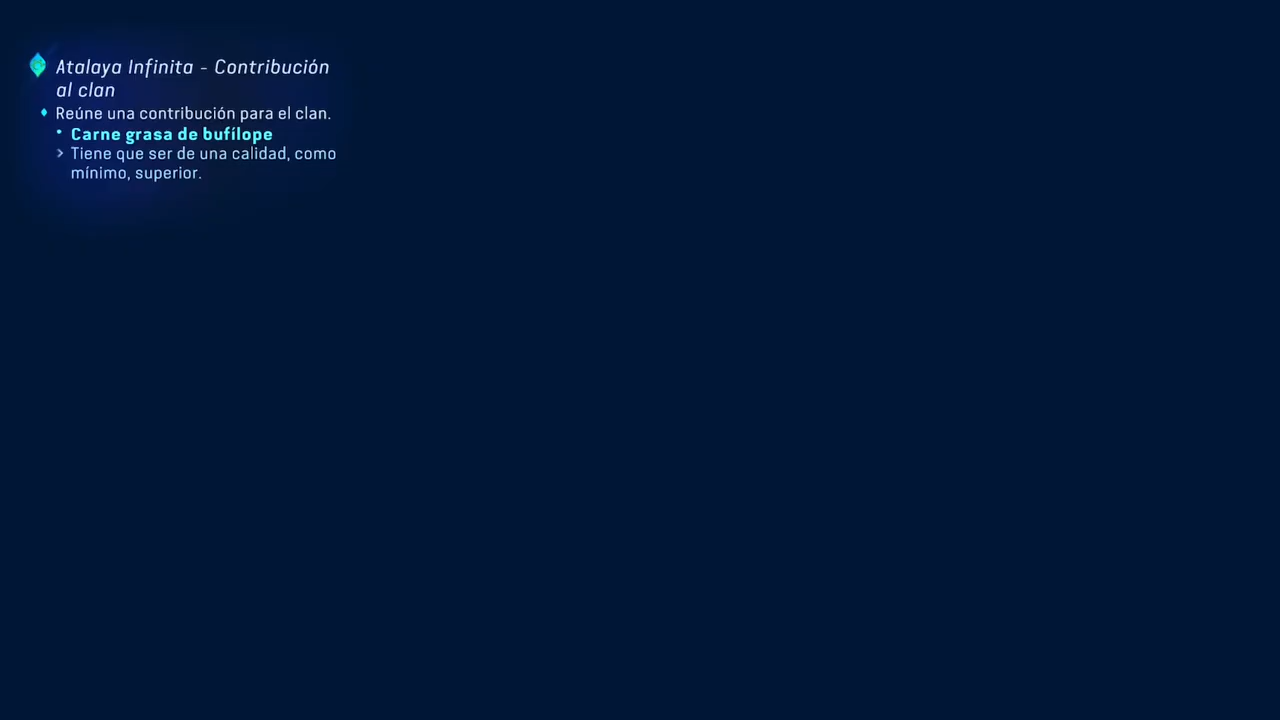 Atalaya Infinita - Contribución
al clan
Reúne una contribución para el clan.
• Carne grasa de bufílope
> Tiene que ser de una calidad, como
mínimo, superior.